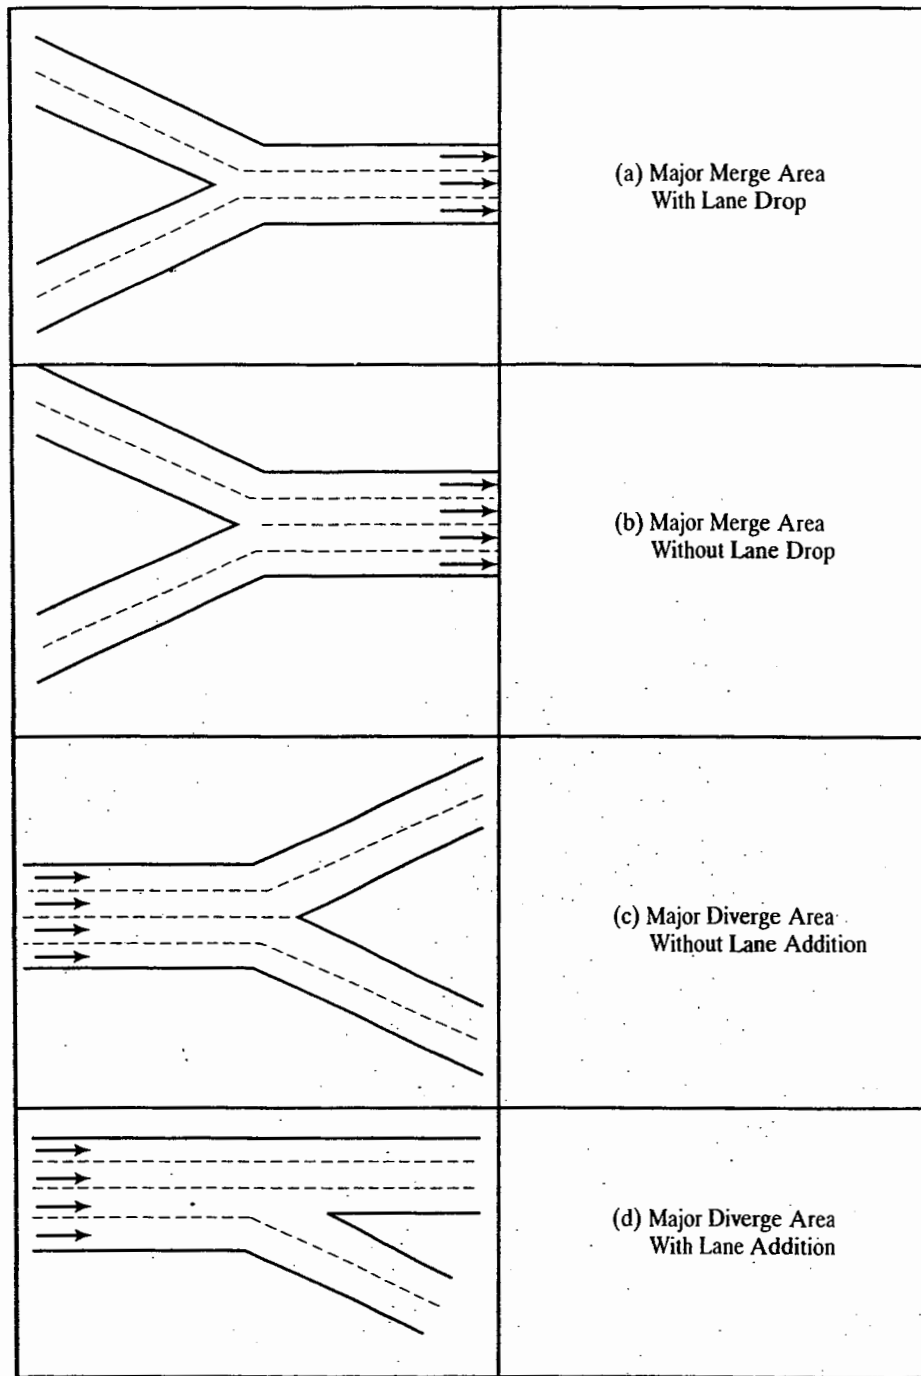 (a) Major Merge Area
With Lane Drop
(b) Major Merge Area
Without Lane Drop
(c) Major Diverge Area
Without Lane Addition
(d) Major Diverge Area
With Lane Addition